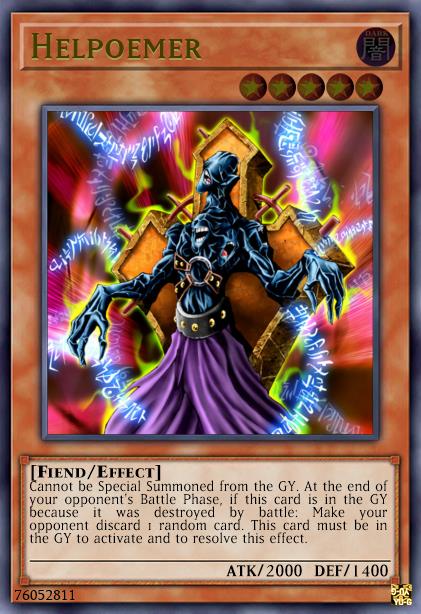 Helpoemer
DARK
闇
[Fiend/Effect]
Cannot be Special Summoned from the GY. At the end of
your opponent's Battle Phase, if this card is in the GY
because it was destroyed by battle: Make your
opponent discard 1 random card. This card must be in
the GY to activate and to resolve this effect.
ATK/2000 DEF/1400
76052811